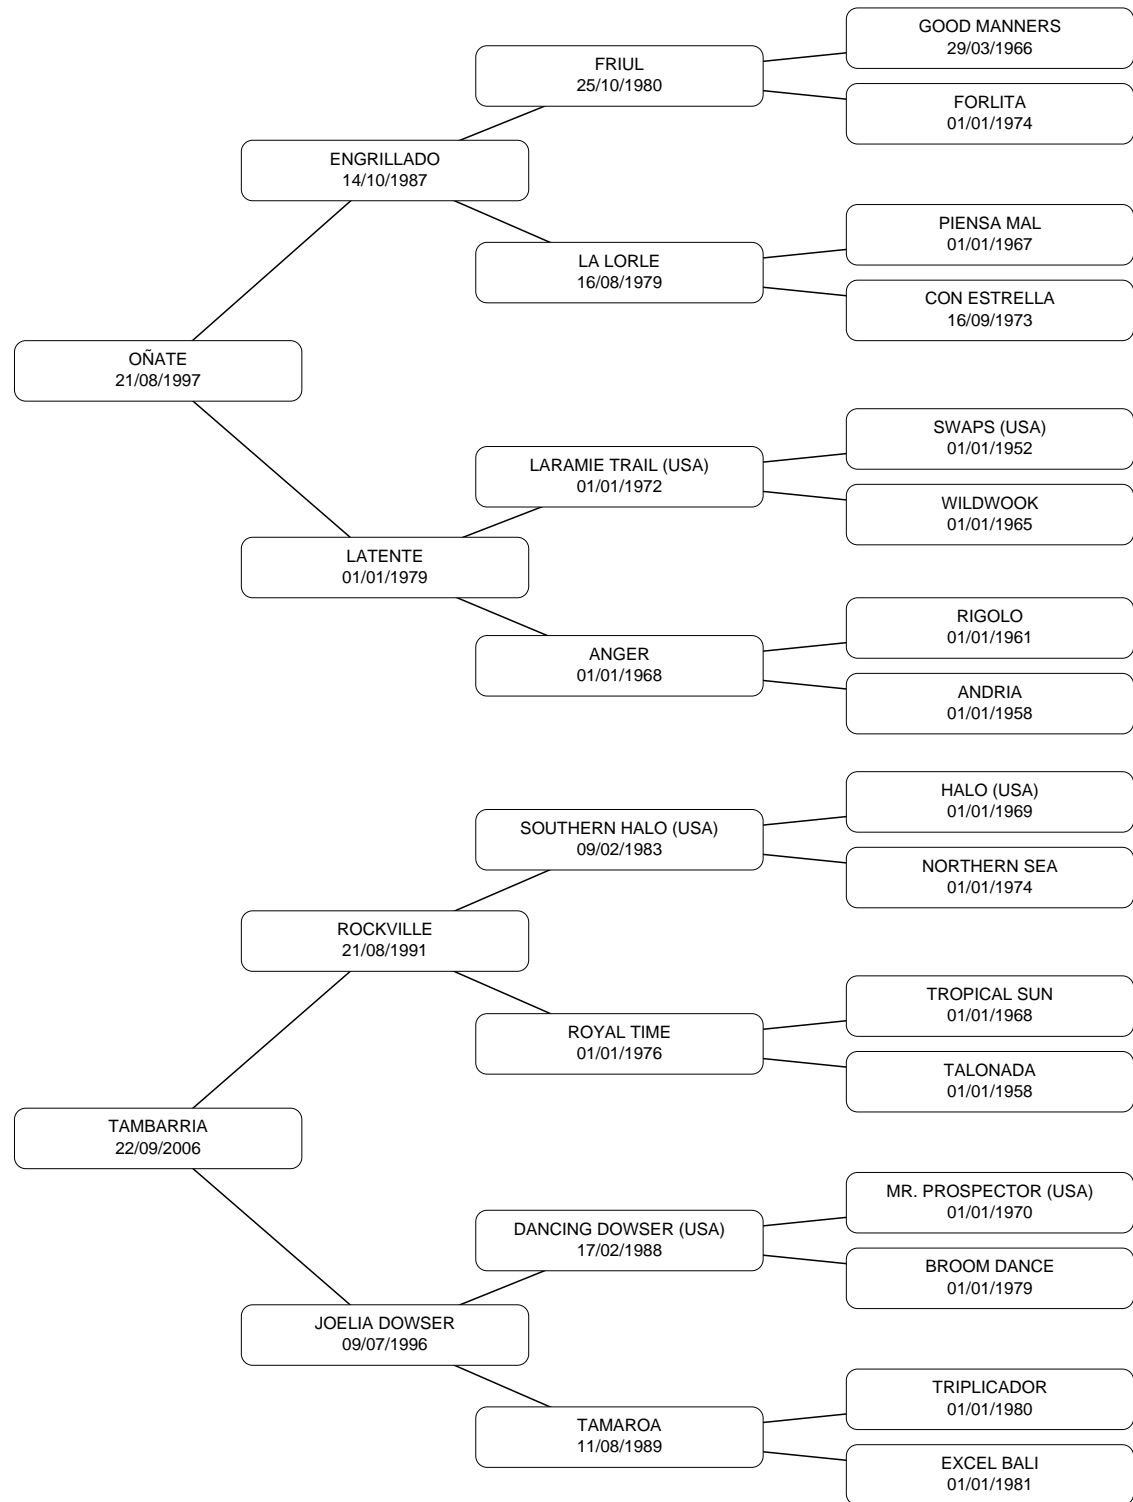 GOOD MANNERS
29/03/1966
FRIUL
25/10/1980
FORLITA
01/01/1974
ENGRILLADO
14/10/1987
PIENSA MAL
01/01/1967
LA LORLE
16/08/1979
CON ESTRELLA
16/09/1973
OÑATE
21/08/1997
SWAPS (USA)
01/01/1952
LARAMIE TRAIL (USA)
01/01/1972
WILDWOOK
01/01/1965
LATENTE
01/01/1979
RIGOLO
01/01/1961
ANGER
01/01/1968
ANDRIA
01/01/1958
HALO (USA)
01/01/1969
SOUTHERN HALO (USA)
09/02/1983
NORTHERN SEA
01/01/1974
ROCKVILLE
21/08/1991
TROPICAL SUN
01/01/1968
ROYAL TIME
01/01/1976
TALONADA
01/01/1958
TAMBARRIA
22/09/2006
MR. PROSPECTOR (USA)
01/01/1970
DANCING DOWSER (USA)
17/02/1988
BROOM DANCE
01/01/1979
JOELIA DOWSER
09/07/1996
TRIPLICADOR
01/01/1980
TAMAROA
11/08/1989
EXCEL BALI
01/01/1981